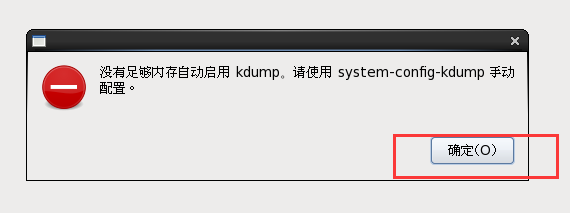 没有足够内存自动启用 kdump。请使用 system-config-kdump 手动
配置。
确定(O)